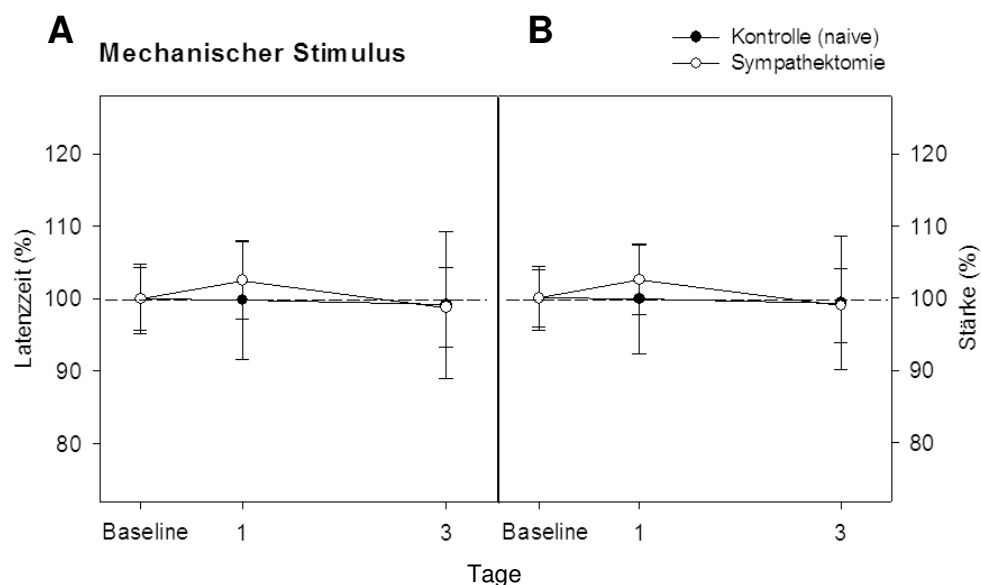 A
Mechanischer Stimulus
B
Kontrolle (naive)
Sympathektomie
Latenzzeit (%)
120
110
100
90
80
120
110
100
90
80
Stärke (%)
Baseline 1 3
Baseline 1 3
Tage